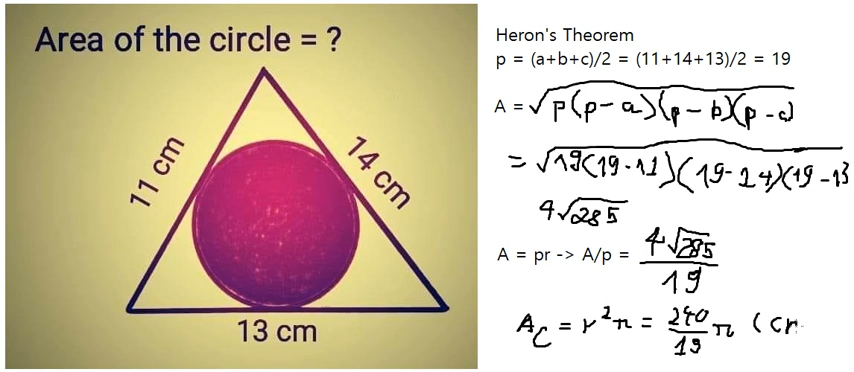 Area of the circle = ?
11 cm
14 cm
13 cm
Heron's Theorem
p = (a+b+c)/2 = (11+14+13)/2 = 19
A = √p(p-a)(p-b)(p-c)
= √19(19-11)(19-14)(19-13
4√285
A = pr -> A/p = 4√285/19
A_C = r²π = 240/19 π (cm